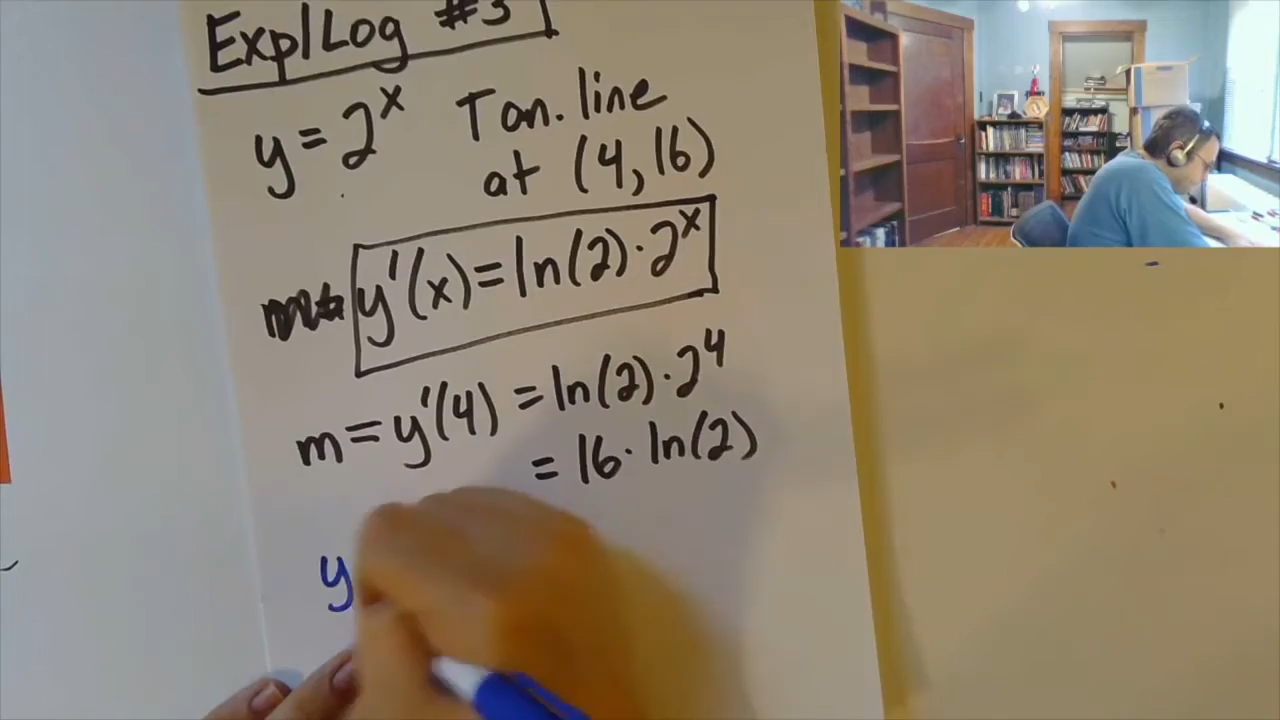 Exp/Log #3
y = 2^x Tan. line
at (4, 16)
y'(x) = ln(2) · 2^x
m = y'(4) = ln(2) · 2^4
= 16 · ln(2)
y